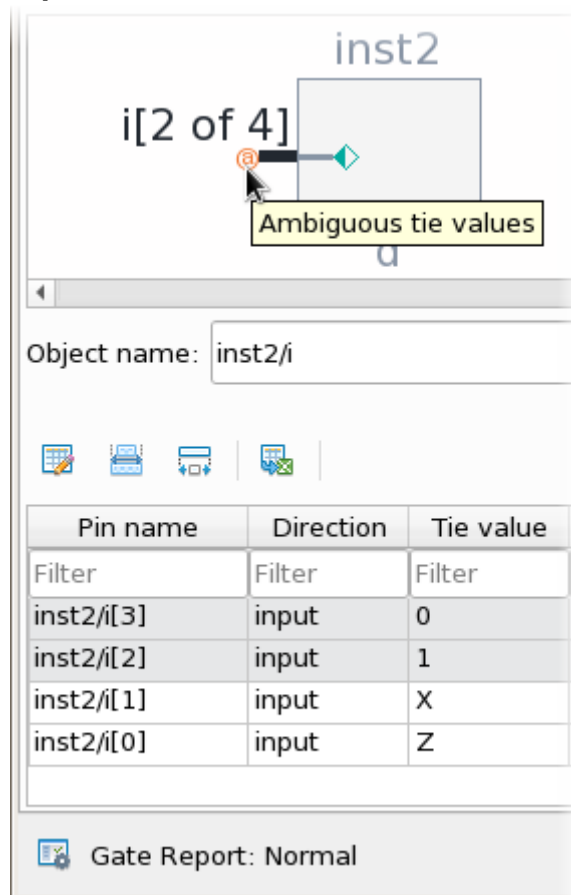 inst2
i[2 of 4]
@
Ambiguous tie values
Object name: inst2/i
Pin name Direction Tie value
Filter Filter Filter
inst2/i[3] input 0
inst2/i[2] input 1
inst2/i[1] input X
inst2/i[0] input Z
Gate Report: Normal